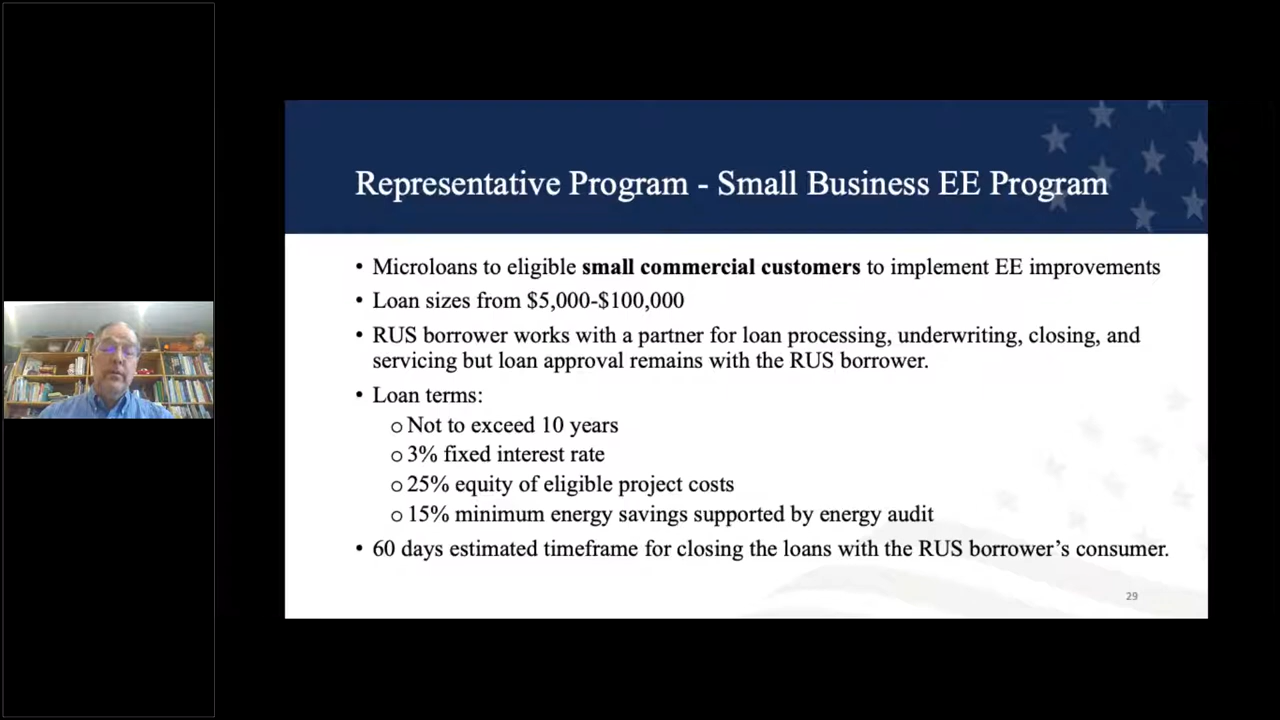 Representative Program - Small Business EE Program
• Microloans to eligible small commercial customers to implement EE improvements
• Loan sizes from $5,000-$100,000
• RUS borrower works with a partner for loan processing, underwriting, closing, and
servicing but loan approval remains with the RUS borrower.
• Loan terms:
o Not to exceed 10 years
o 3% fixed interest rate
o 25% equity of eligible project costs
o 15% minimum energy savings supported by energy audit
• 60 days estimated timeframe for closing the loans with the RUS borrower’s consumer.
29